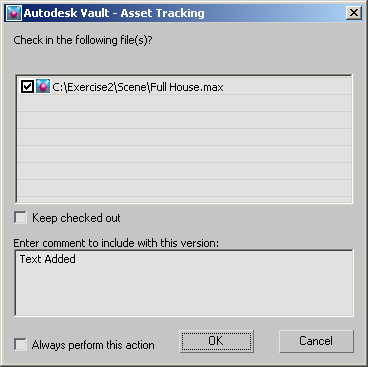 Autodesk Vault - Asset Tracking
Check in the following file(s)?
C:\Exercise2\Scene\Full House.max
Keep checked out
Enter comment to include with this version:
Text Added
Always perform this action
OK
Cancel